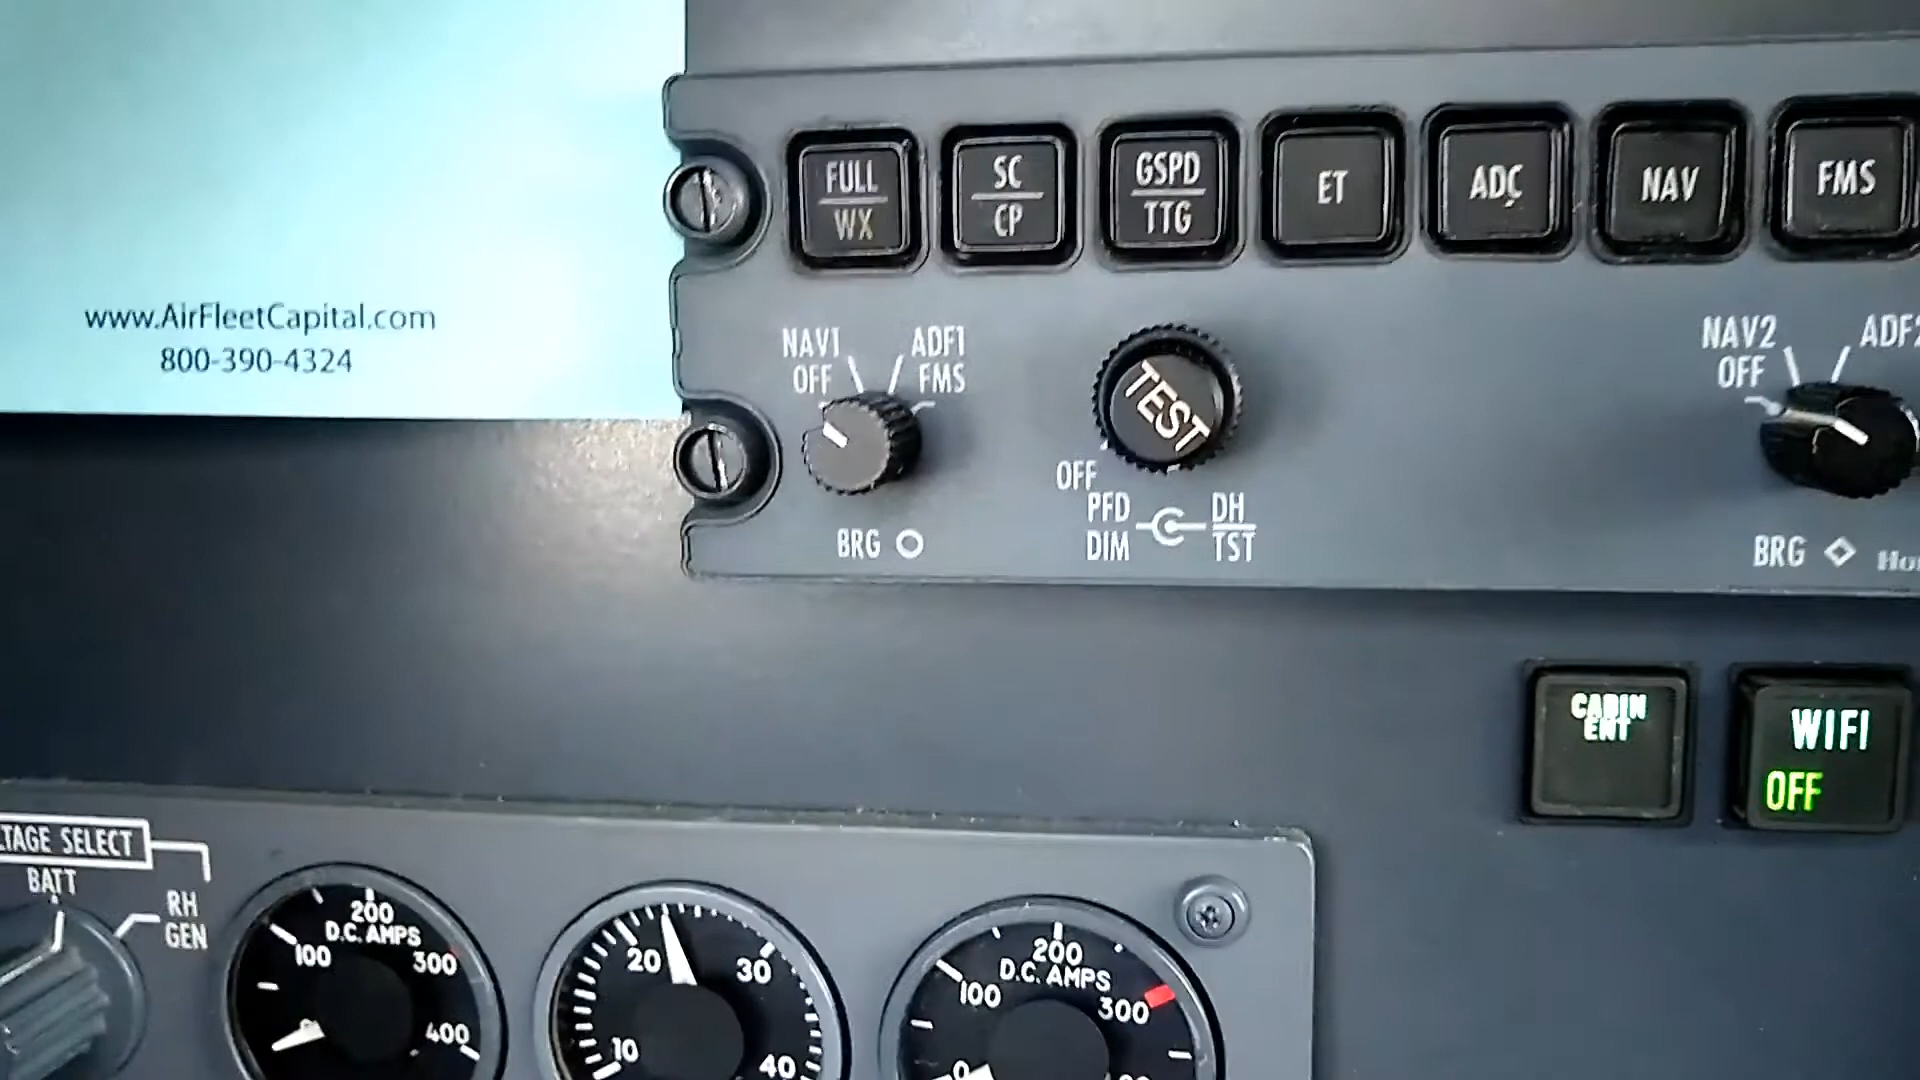 FULL
WX
SC
CP
GSPD
TTG
ET
ADC
NAV
FMS
www.AirFleetCapital.com
800-390-4324
NAV1
OFF
ADF1
FMS
TEST
OFF
PFD
DIM
DH
TST
BRG
NAV2
OFF
ADF2
BRG
CABIN
ENT
WIFI
OFF
TAGE SELECT
BATT
RH
GEN
200
D.C. AMPS
100
300
400
20
30
10
40
200
D.C. AMPS
100
300
0